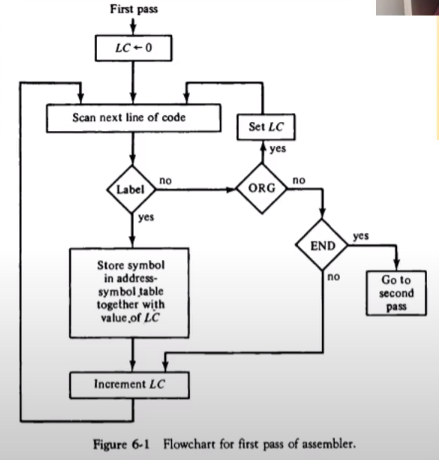 First pass
LC ← 0
Scan next line of code
Set LC
yes
Label
no
ORG
no
yes
END
yes
no
Store symbol
in address-
symbol table
together with
value of LC
Go to
second
pass
Increment LC
Figure 6-1 Flowchart for first pass of assembler.